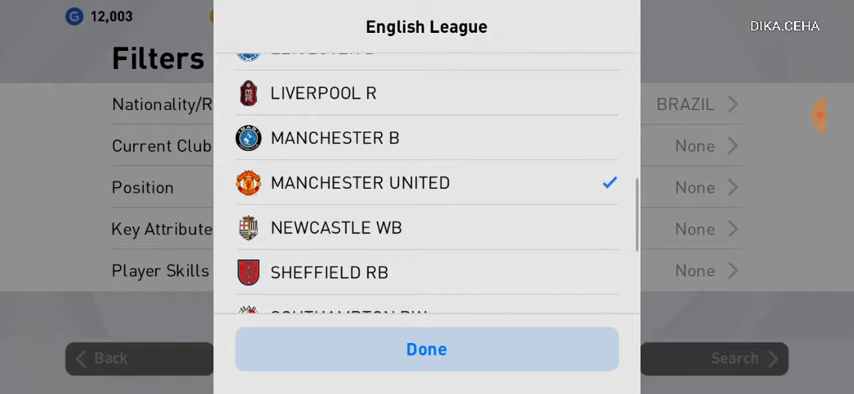 12,003
English League
DIKA.CEHA
Filters
LIVERPOOL R
Nationality/R
BRAZIL
MANCHESTER B
Current Club
None
MANCHESTER UNITED
Position
None
NEWCASTLE WB
Key Attribute
None
SHEFFIELD RB
Player Skills
None
Done
Back
Search